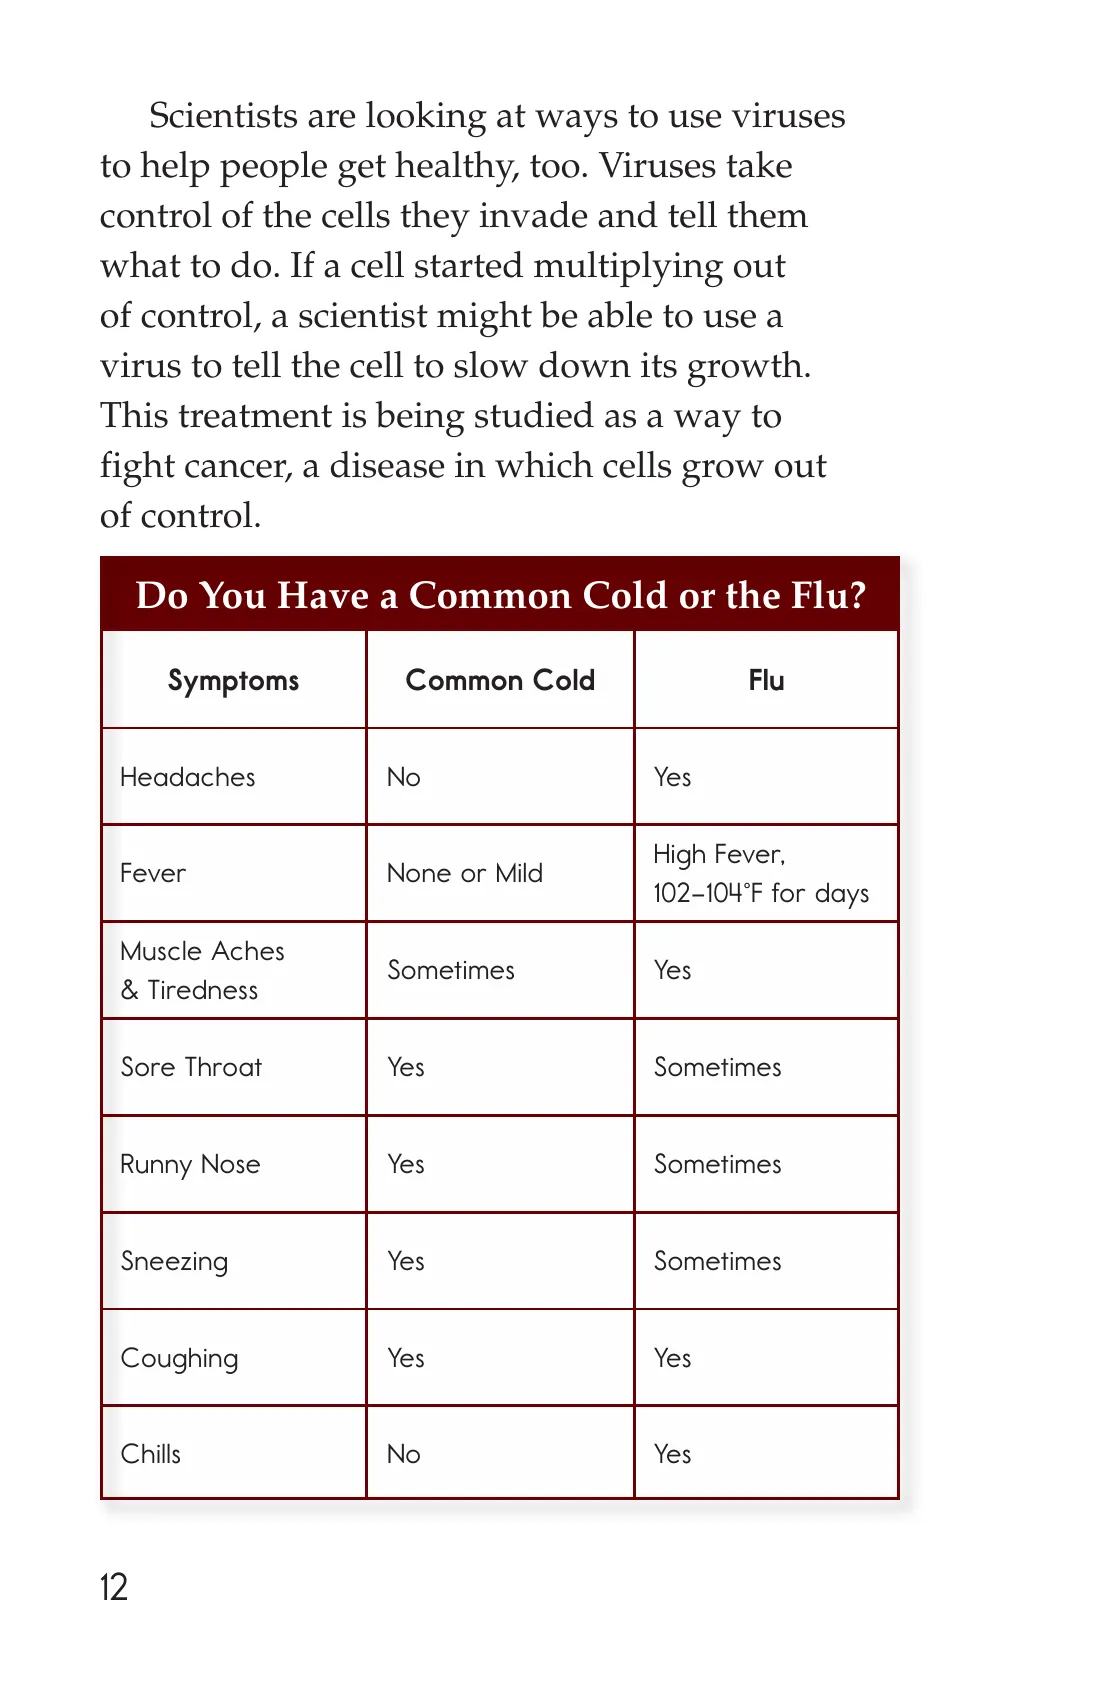 Scientists are looking at ways to use viruses
to help people get healthy, too. Viruses take
control of the cells they invade and tell them
what to do. If a cell started multiplying out
of control, a scientist might be able to use a
virus to tell the cell to slow down its growth.
This treatment is being studied as a way to
fight cancer, a disease in which cells grow out
of control.
Do You Have a Common Cold or the Flu?
Symptoms Common Cold Flu
Headaches No Yes
Fever None or Mild High Fever,
102–104°F for days
Muscle Aches
& Tiredness Sometimes Yes
Sore Throat Yes Sometimes
Runny Nose Yes Sometimes
Sneezing Yes Sometimes
Coughing Yes Yes
Chills No Yes
12